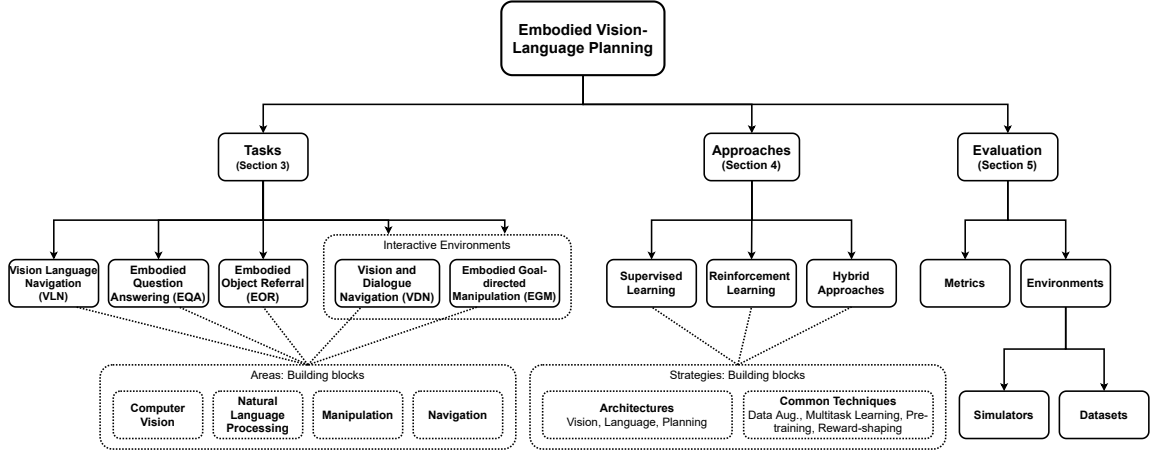 Embodied Vision-
Language Planning
Tasks
(Section 3)
Approaches
(Section 4)
Evaluation
(Section 5)
Interactive Environments
Vision Language
Navigation
(VLN)
Embodied
Question
Answering (EQA)
Embodied
Object Referral
(EOR)
Vision and
Dialogue
Navigation (VDN)
Embodied Goal-
directed
Manipulation (EGM)
Supervised
Learning
Reinforcement
Learning
Hybrid
Approaches
Metrics
Environments
Areas: Building blocks
Computer
Vision
Natural
Language
Processing
Manipulation
Navigation
Strategies: Building blocks
Architectures
Vision, Language, Planning
Common Techniques
Data Aug., Multitask Learning, Pre-
training, Reward-shaping
Simulators
Datasets